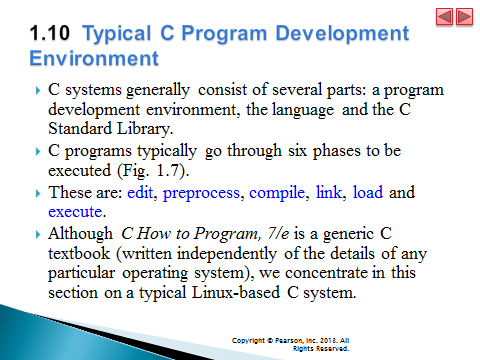 1.10 Typical C Program Development
Environment
C systems generally consist of several parts: a program
development environment, the language and the C
Standard Library.
C programs typically go through six phases to be
executed (Fig. 1.7).
These are: edit, preprocess, compile, link, load and
execute.
Although C How to Program, 7/e is a generic C
textbook (written independently of the details of any
particular operating system), we concentrate in this
section on a typical Linux-based C system.
Copyright © Pearson, Inc. 2013. All
Rights Reserved.